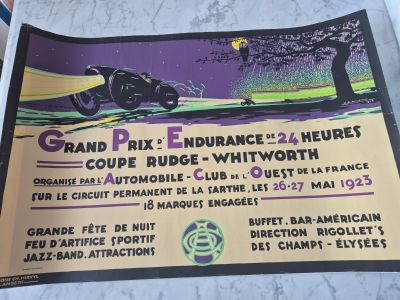 GRAND PRIX D'ENDURANCE DE 24 HEURES
COUPE RUDGE-WHITWORTH
ORGANISÉ PAR L'AUTOMOBILE-CLUB DE L'OUEST DE LA FRANCE
SUR LE CIRCUIT PERMANENT DE LA SARTHE, LES 26-27 MAI 1923
18 MARQUES ENGAGÉES
GRANDE FÊTE DE NUIT
FEU D'ARTIFICE SPORTIF
JAZZ-BAND. ATTRACTIONS
BUFFET. BAR-AMÉRICAIN
DIRECTION RIGOLLET'S
DES CHAMPS-ÉLYSÉES